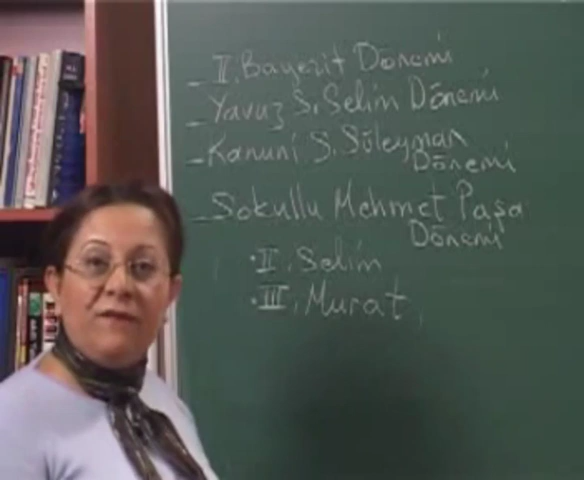 _ II. Bayezit Dönemi
_ Yavuz S. Selim Dönemi
_ Kanuni S. Süleyman
Dönemi
_ Sokullu Mehmet Paşa
Dönemi
• II. Selim
• III. Murat